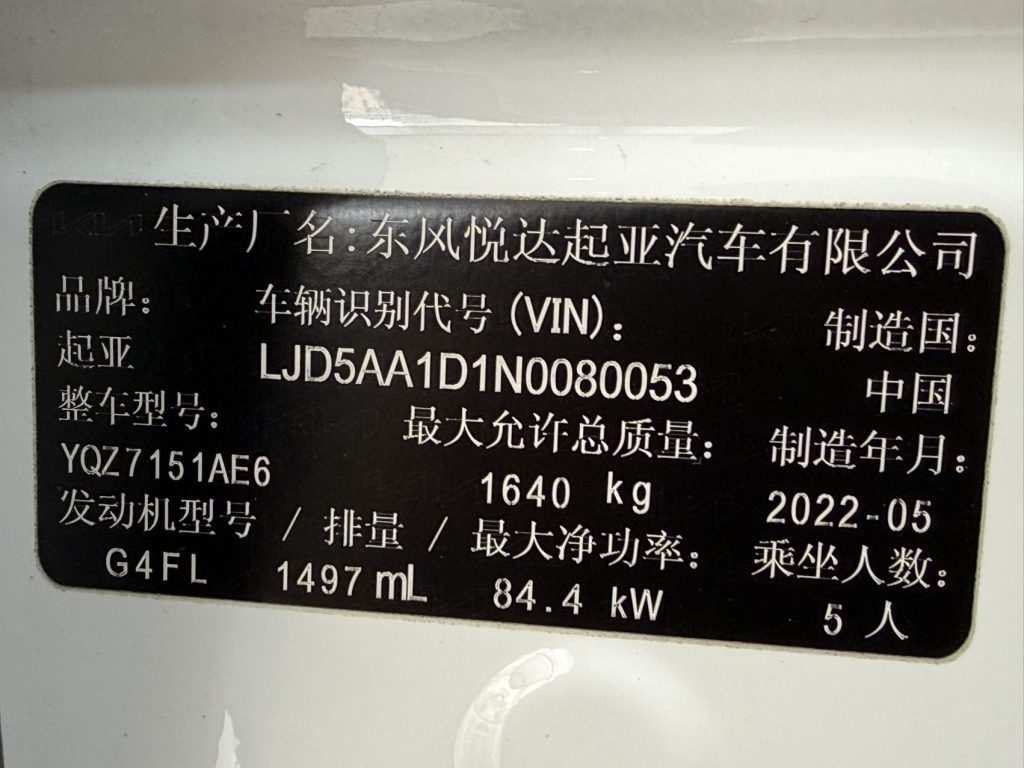 生产厂名：东风悦达起亚汽车有限公司
品牌： 车辆识别代号(VIN)： 制造国：
起亚 LJD5AA1D1N0080053 中国
整车型号： 最大允许总质量： 制造年月：
YQZ7151AE6 1640 kg 2022-05
发动机型号 / 排量 / 最大净功率： 乘坐人数：
G4FL 1497 mL 84.4 kW 5 人